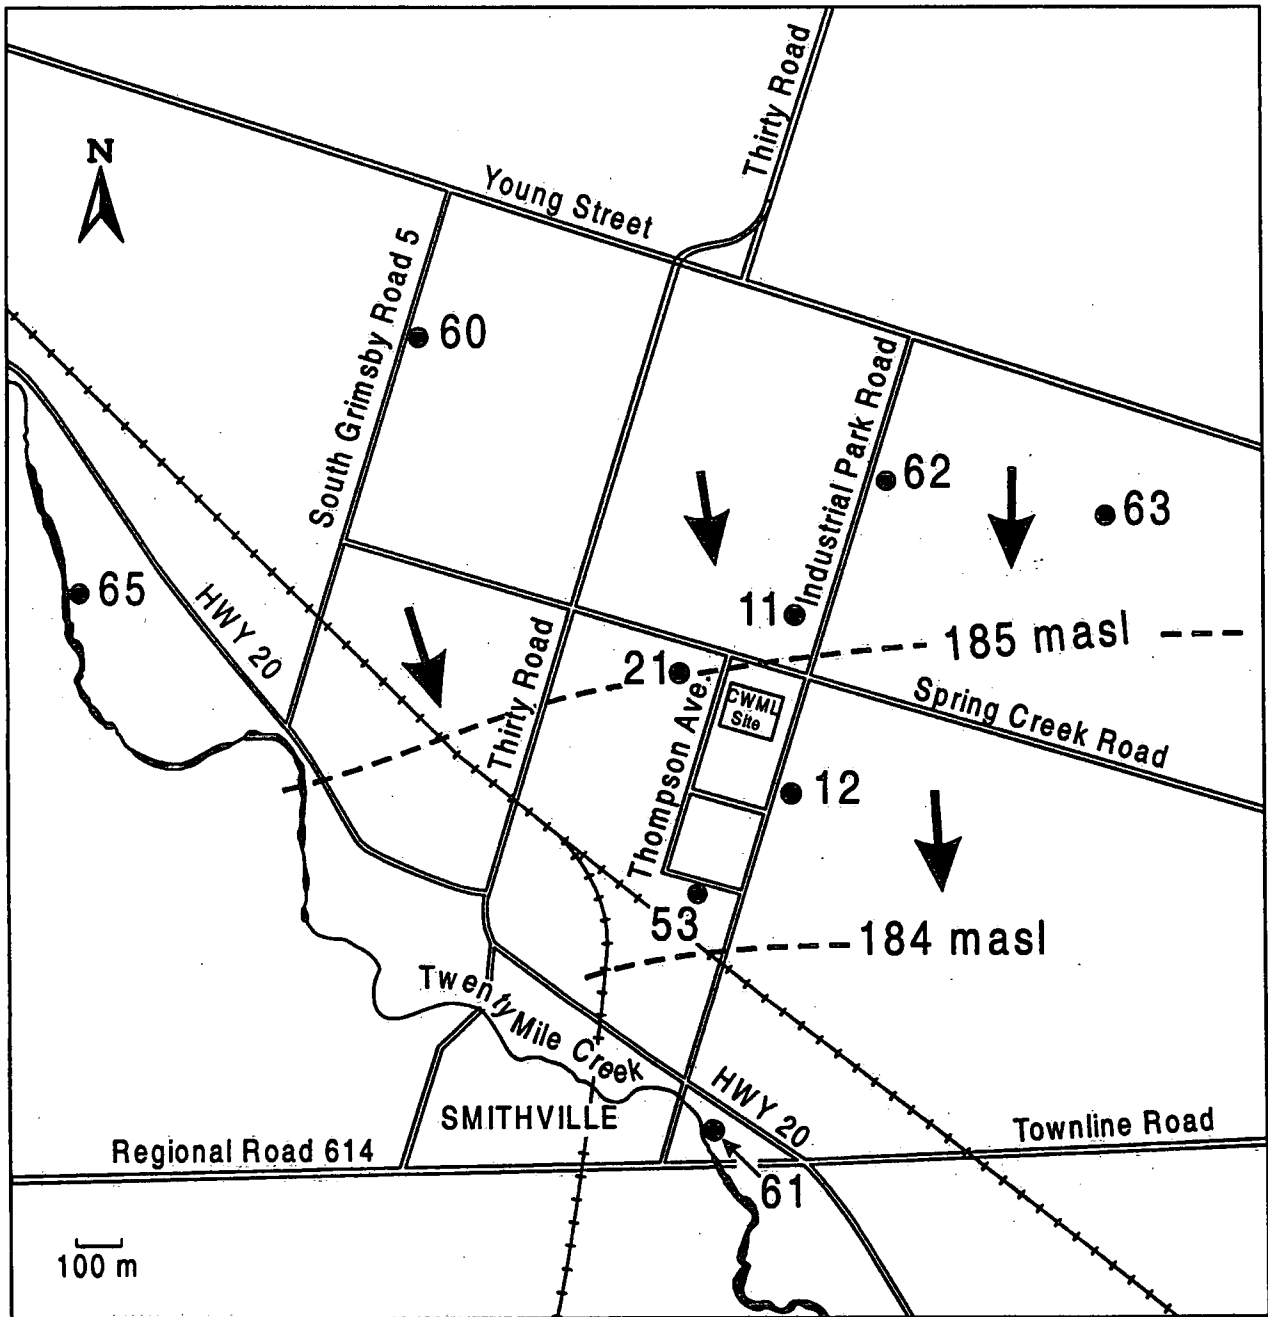 Thirty Road
N
Young Street
South Grimsby Road 5
60
Industrial Park Road
62
63
65
HWY 20
11
185 masl
21
Thirty Road
CWML
Site
Thompson Ave.
Spring Creek Road
12
53
184 masl
Twenty Mile Creek
HWY 20
SMITHVILLE
Townline Road
Regional Road 614
61
100 m